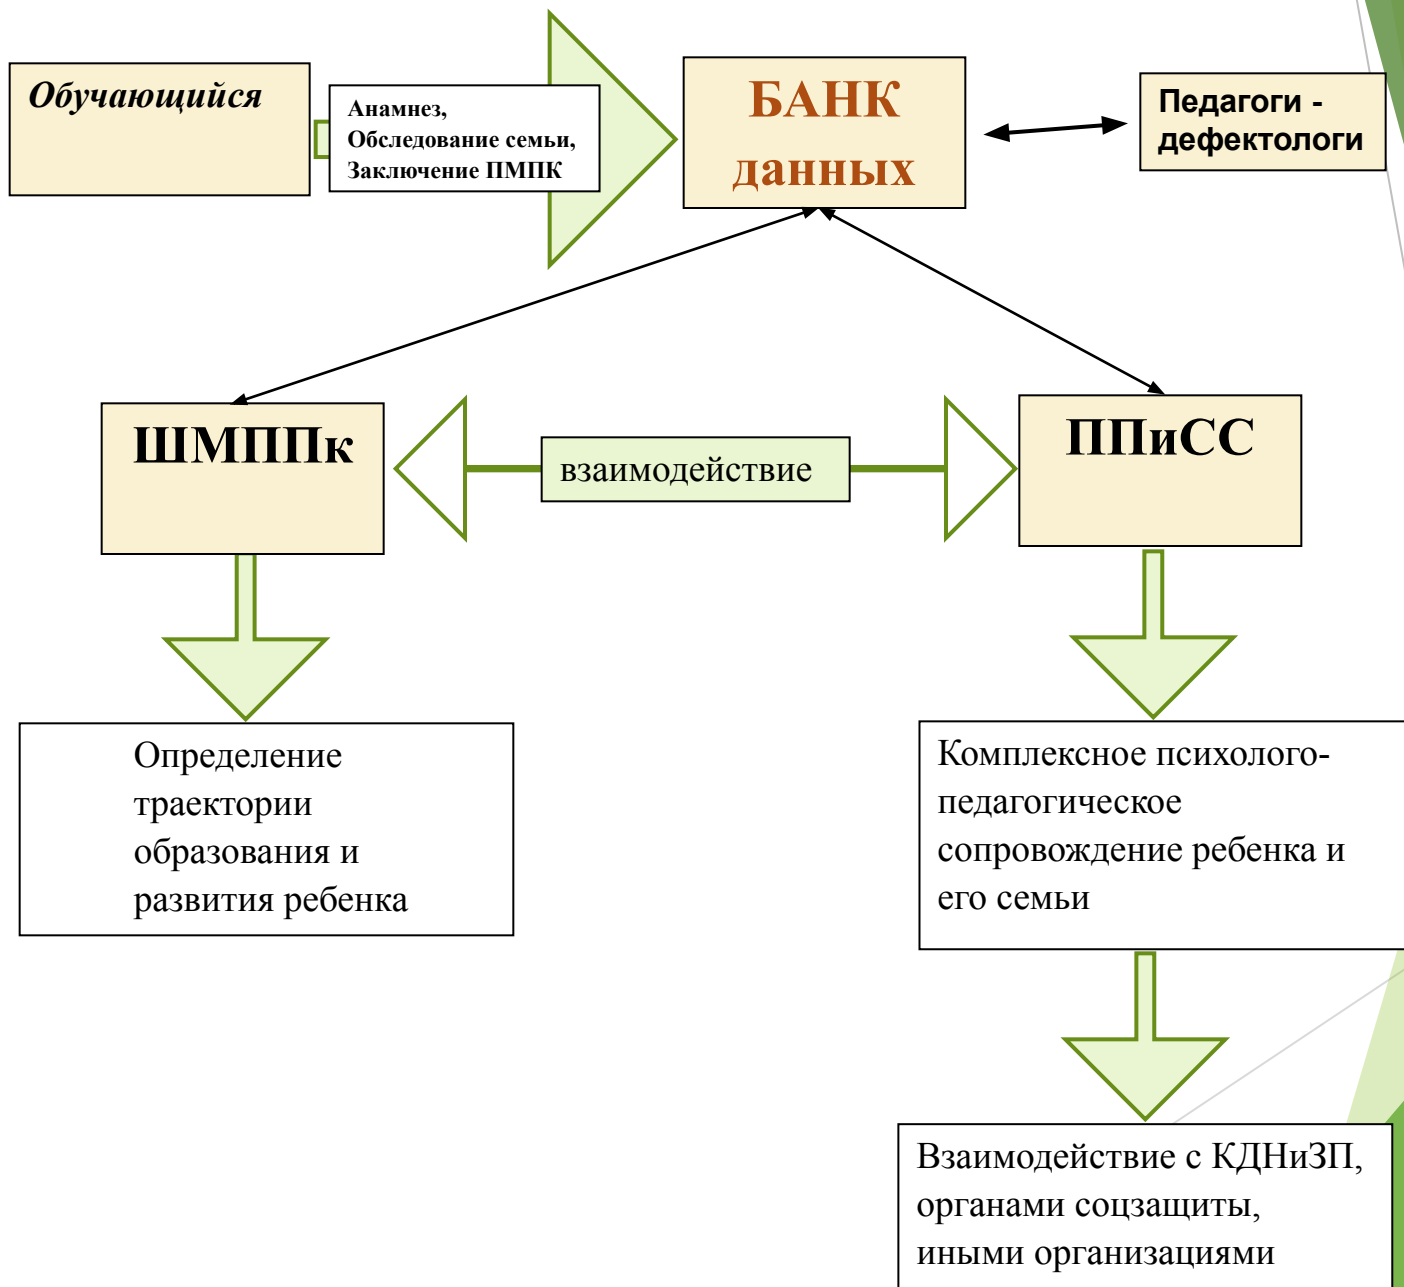 Обучающийся
Анамнез,
Обследование семьи,
Заключение ПМПК
БАНК
данных
Педагоги -
дефектологи
ШМППк
взаимодействие
ППиСС
Определение
траектории
образования и
развития ребенка
Комплексное психолого-
педагогическое
сопровождение ребенка и
его семьи
Взаимодействие с КДНиЗП,
органами соцзащиты,
иными организациями